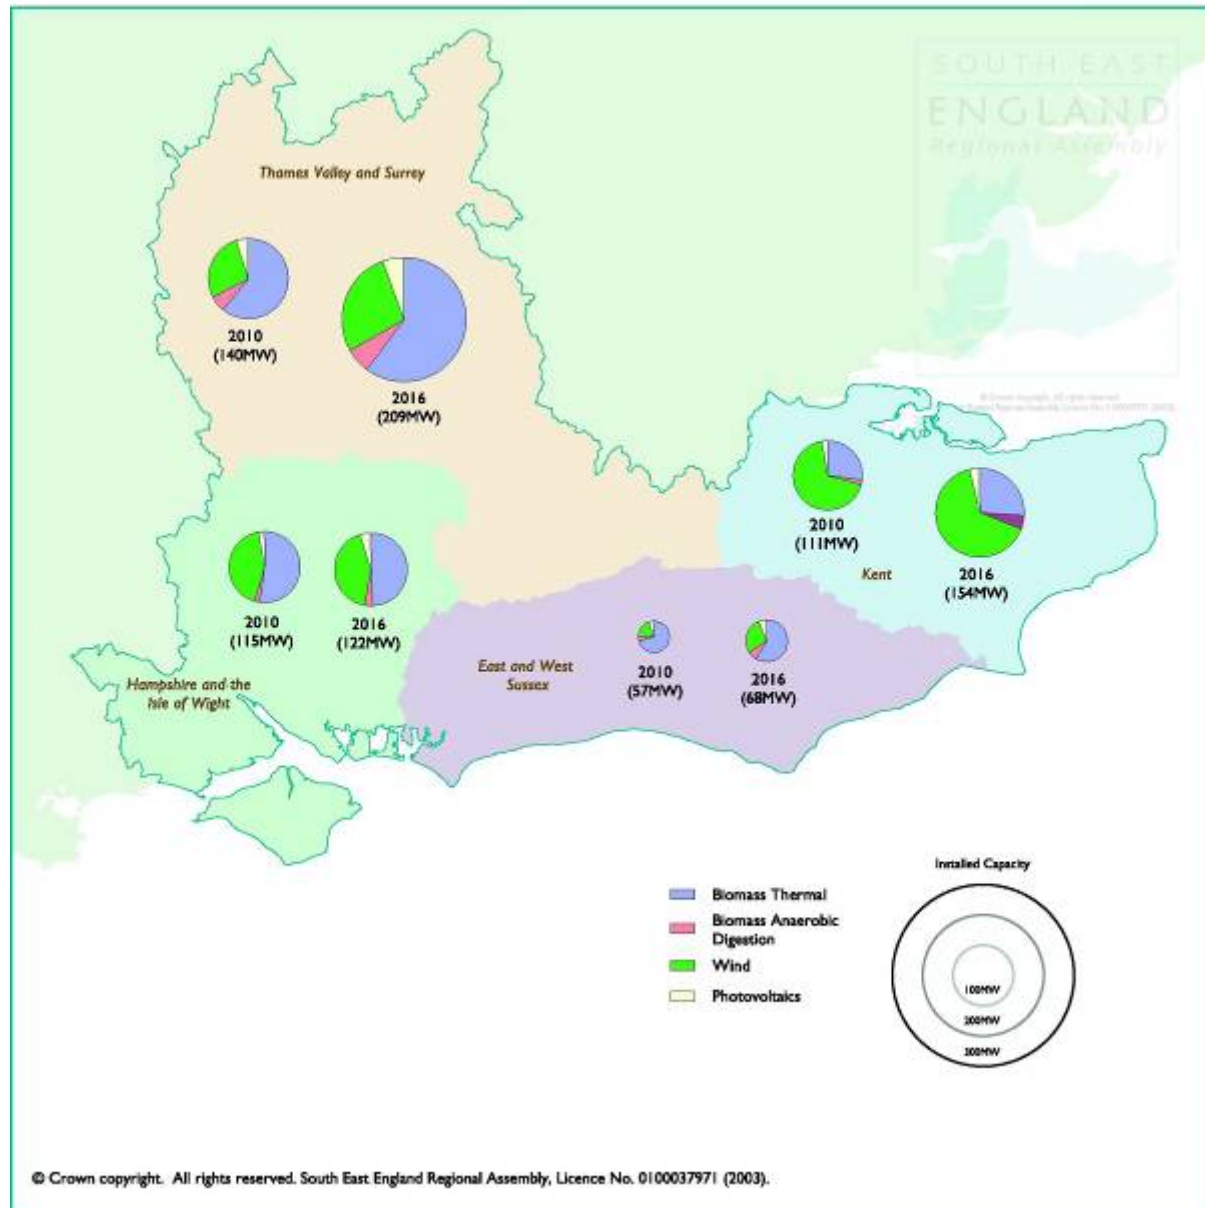 SOUTH EAST
ENGLAND
Regional Assembly
Thames Valley and Surrey
2010
(140MW)
2016
(209MW)
2010
(111MW)
Kent
2016
(154MW)
2010
(115MW)
2016
(122MW)
Hampshire and the
Isle of Wight
East and West
Sussex
2010
(57MW)
2016
(68MW)
Biomass Thermal
Biomass Anaerobic
Digestion
Wind
Photovoltaics
Installed Capacity
100MW
200MW
300MW
© Crown copyright. All rights reserved. South East England Regional Assembly, Licence No. 0100037971 (2003).